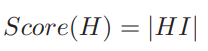 Score(H) = |HI|